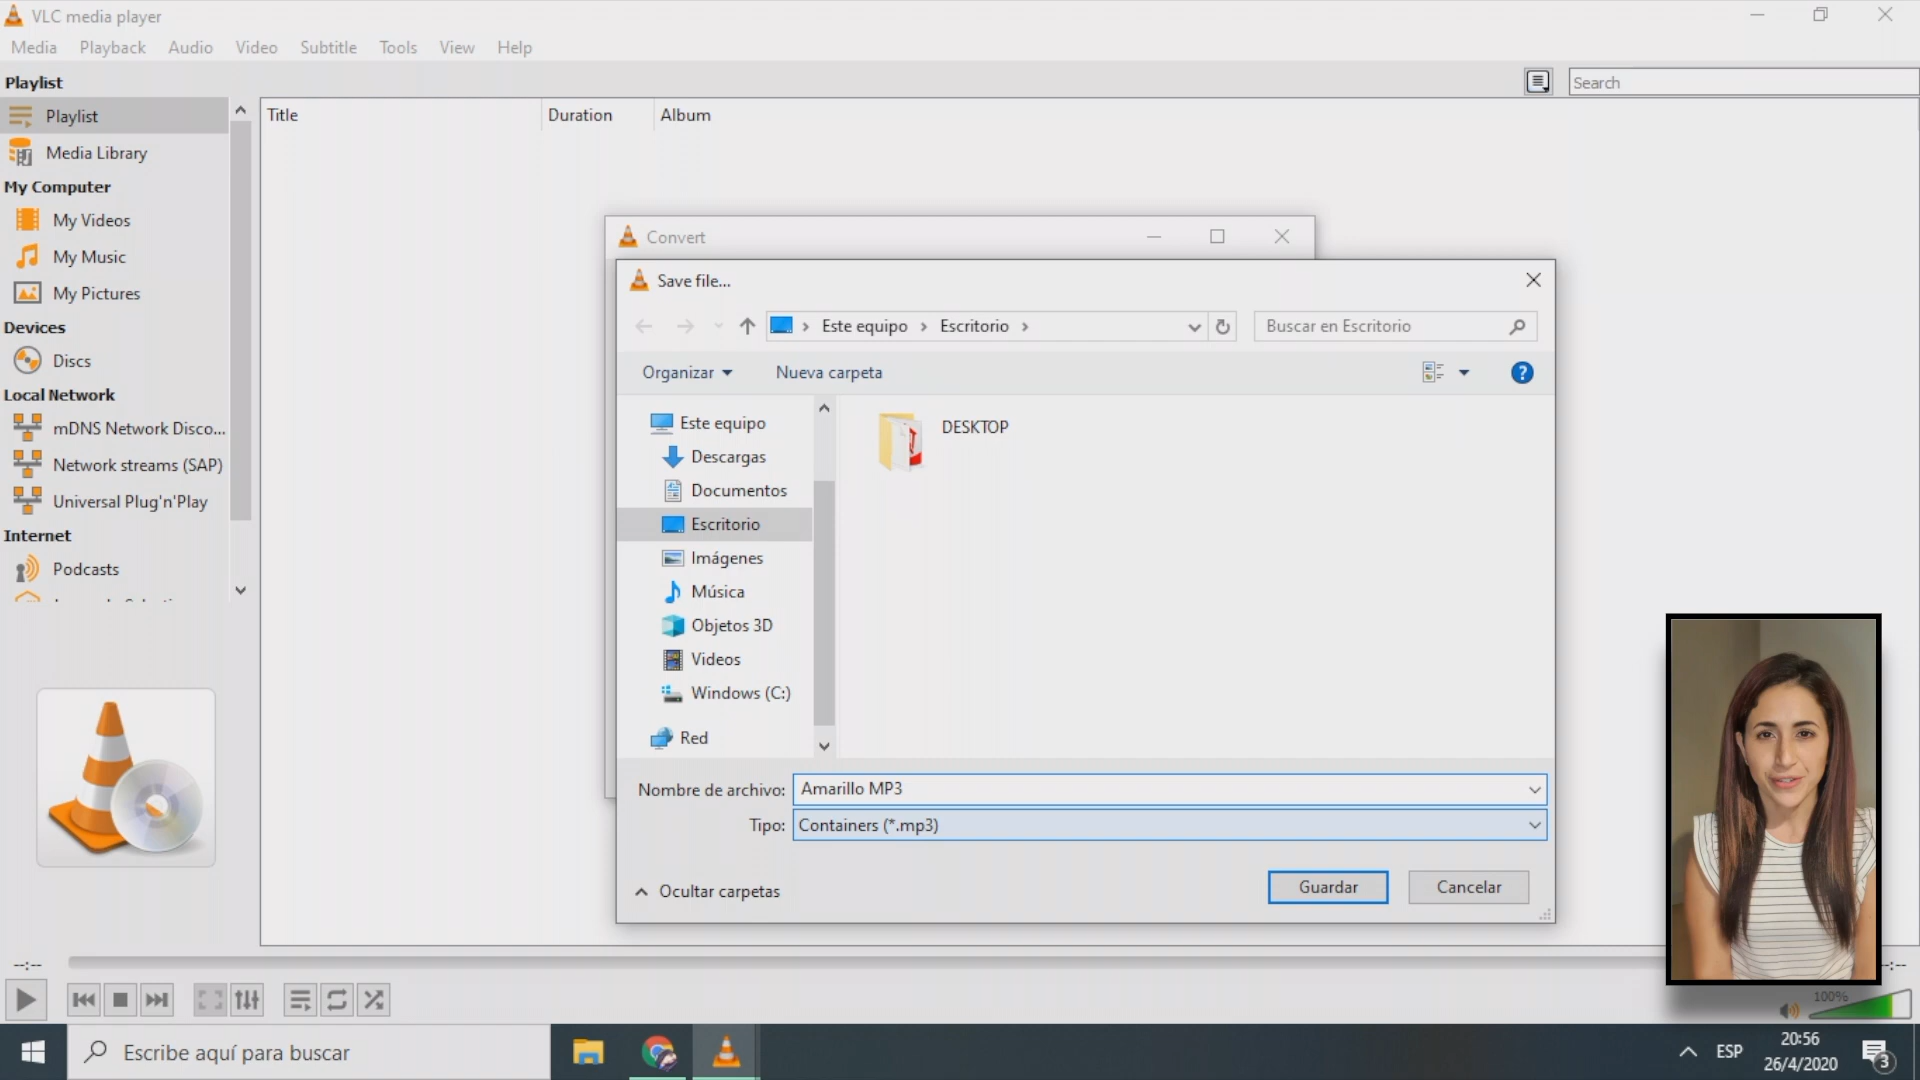 VLC media player
Media Playback Audio Video Subtitle Tools View Help
Playlist
Search
Playlist
Media Library
My Computer
My Videos
My Music
My Pictures
Devices
Discs
Local Network
mDNS Network Disco...
Network streams (SAP)
Universal Plug'n'Play
Internet
Podcasts
Title Duration Album
Convert
Save file...
Este equipo › Escritorio ›
Buscar en Escritorio
Organizar
Nueva carpeta
Este equipo
Descargas
Documentos
Escritorio
Imágenes
Música
Objetos 3D
Videos
Windows (C:)
Red
DESKTOP
Nombre de archivo: Amarillo MP3
Tipo: Containers (*.mp3)
Ocultar carpetas
Guardar
Cancelar
--:--
--:--
100%
Escribe aquí para buscar
ESP
20:56
26/4/2020
3